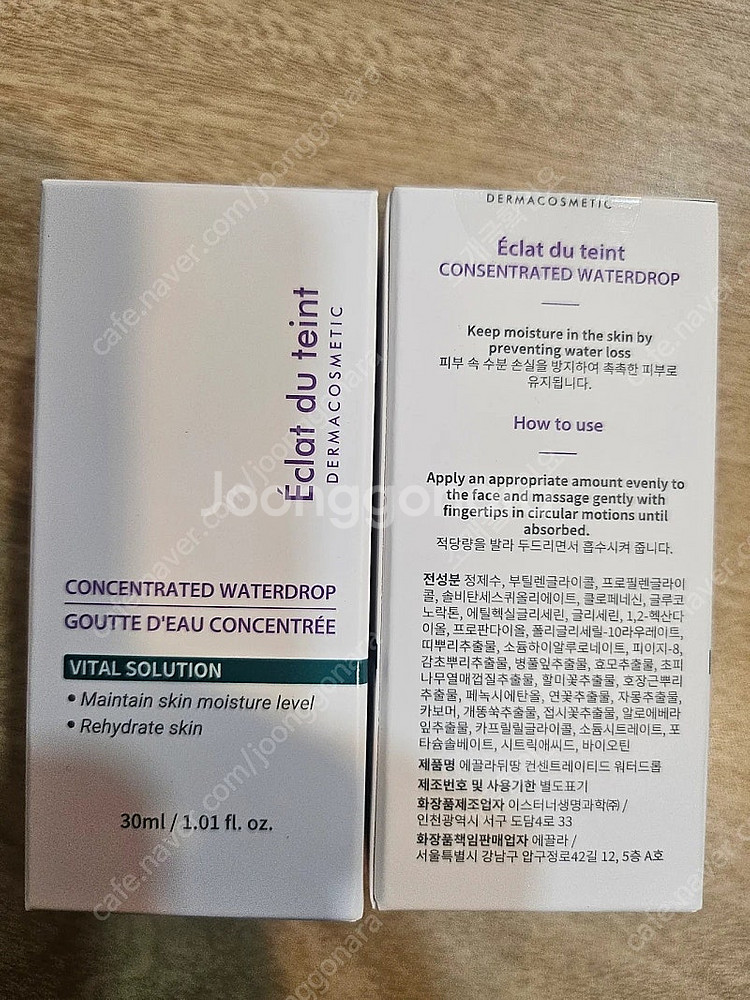 Éclat du teint
DERMACOSMETIC
CONCENTRATED WATERDROP
GOUTTE D'EAU CONCENTRÉE
VITAL SOLUTION
• Maintain skin moisture level
• Rehydrate skin
30ml / 1.01 fl. oz.
DERMACOSMETIC
Éclat du teint
CONSENTRATED WATERDROP
Keep moisture in the skin by
preventing water loss
피부 속 수분 손실을 방지하여 촉촉한 피부로
유지됩니다.
How to use
Apply an appropriate amount evenly to
the face and massage gently with
fingertips in circular motions until
absorbed.
적당량을 발라 두드리면서 흡수시켜 줍니다.
전성분 정제수, 부틸렌글라이콜, 프로필렌글라이
콜, 솔비탄세스퀴올리에이트, 클로페네신, 글루코
노락톤, 에틸헥실글리세린, 글리세린, 1,2-헥산다
이올, 프로판다이올, 폴리글리세릴-10라우레이트,
띠뿌리추출물, 소듐하이알루로네이트, 피이지-8,
감초뿌리추출물, 병풀잎추출물, 효모추출물, 초피
나무열매껍질추출물, 할미꽃추출물, 호장근뿌리
추출물, 페녹시에탄올, 연꽃추출물, 자몽추출물,
카보머, 개똥쑥추출물, 접시꽃추출물, 알로에베라
잎추출물, 카프릴릴글라이콜, 소듐시트레이트, 포
타슘솔베이트, 시트릭애씨드, 바이오틴
제품명 에끌라뒤땅 컨센트레이티드 워터드롭
제조번호 및 사용기한 별도표기
화장품제조업자 이스터너생명과학㈜ /
인천광역시 서구 도담4로 33
화장품책임판매업자 에끌라 /
서울특별시 강남구 압구정로42길 12, 5층 A호
Joonggon
cafe.naver.com/joonggonara